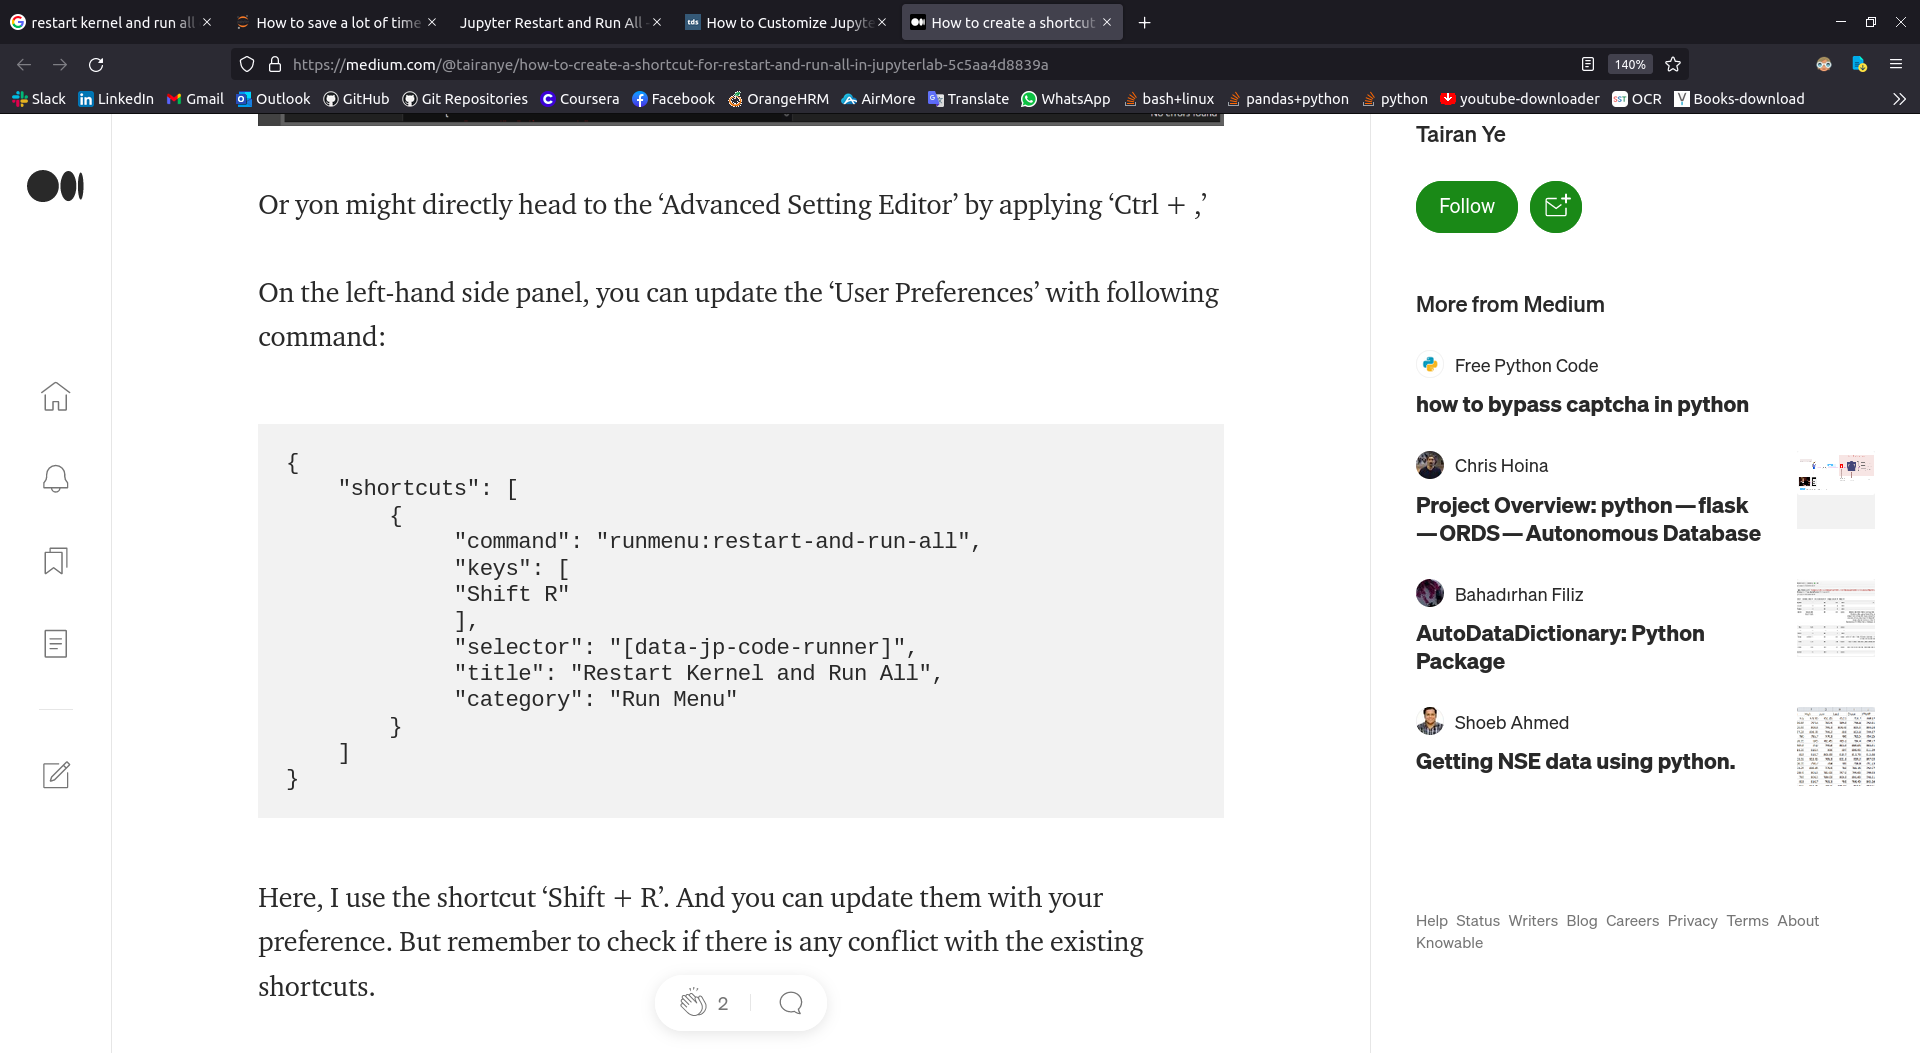 restart kernel and run all
How to save a lot of time
Jupyter Restart and Run All -
tds How to Customize Jupyte
How to create a shortcut
https://medium.com/@tairanye/how-to-create-a-shortcut-for-restart-and-run-all-in-jupyterlab-5c5aa4d8839a
140%
Slack LinkedIn Gmail Outlook GitHub Git Repositories Coursera Facebook OrangeHRM AirMore Translate WhatsApp bash+linux pandas+python python youtube-downloader SST OCR Books-download
No errors found
Or yon might directly head to the ‘Advanced Setting Editor’ by applying ‘Ctrl + ,’
On the left-hand side panel, you can update the ‘User Preferences’ with following
command:
{
"shortcuts": [
{
"command": "runmenu:restart-and-run-all",
"keys": [
"Shift R"
],
"selector": "[data-jp-code-runner]",
"title": "Restart Kernel and Run All",
"category": "Run Menu"
}
]
}
Here, I use the shortcut ‘Shift + R’. And you can update them with your
preference. But remember to check if there is any conflict with the existing
shortcuts.
2
Tairan Ye
Follow
More from Medium
Free Python Code
how to bypass captcha in python
Chris Hoina
Project Overview: python — flask
— ORDS — Autonomous Database
Bahadırhan Filiz
AutoDataDictionary: Python
Package
Shoeb Ahmed
Getting NSE data using python.
Help Status Writers Blog Careers Privacy Terms About
Knowable